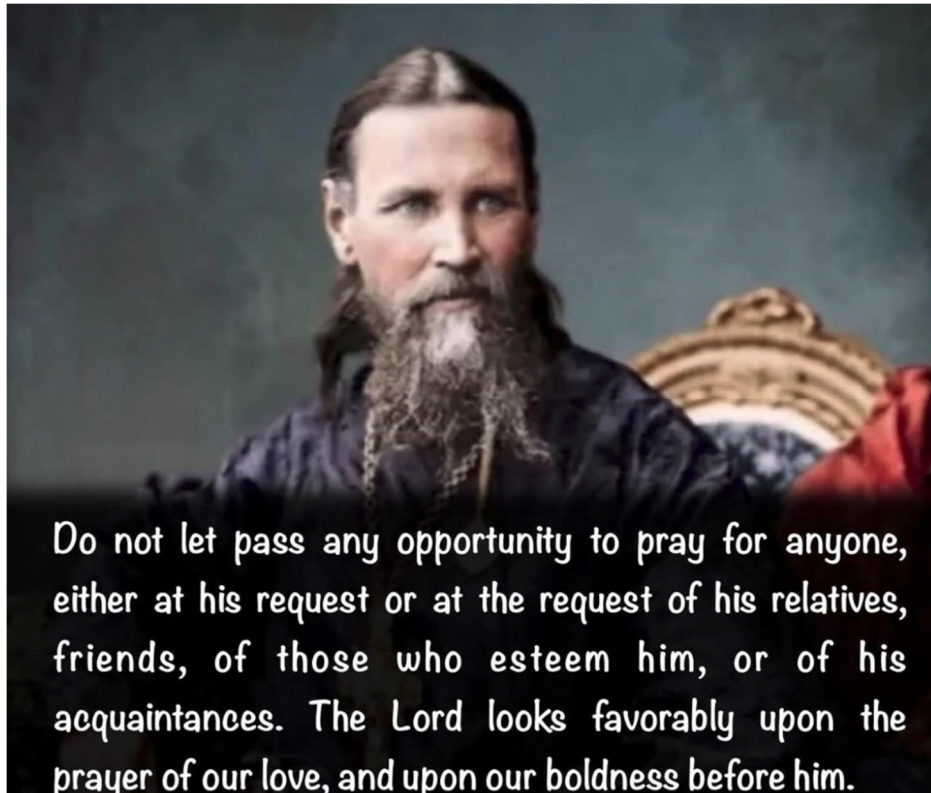 Do not let pass any opportunity to pray for anyone,
either at his request or at the request of his relatives,
friends, of those who esteem him, or of his
acquaintances. The Lord looks favorably upon the
prayer of our love, and upon our boldness before him.